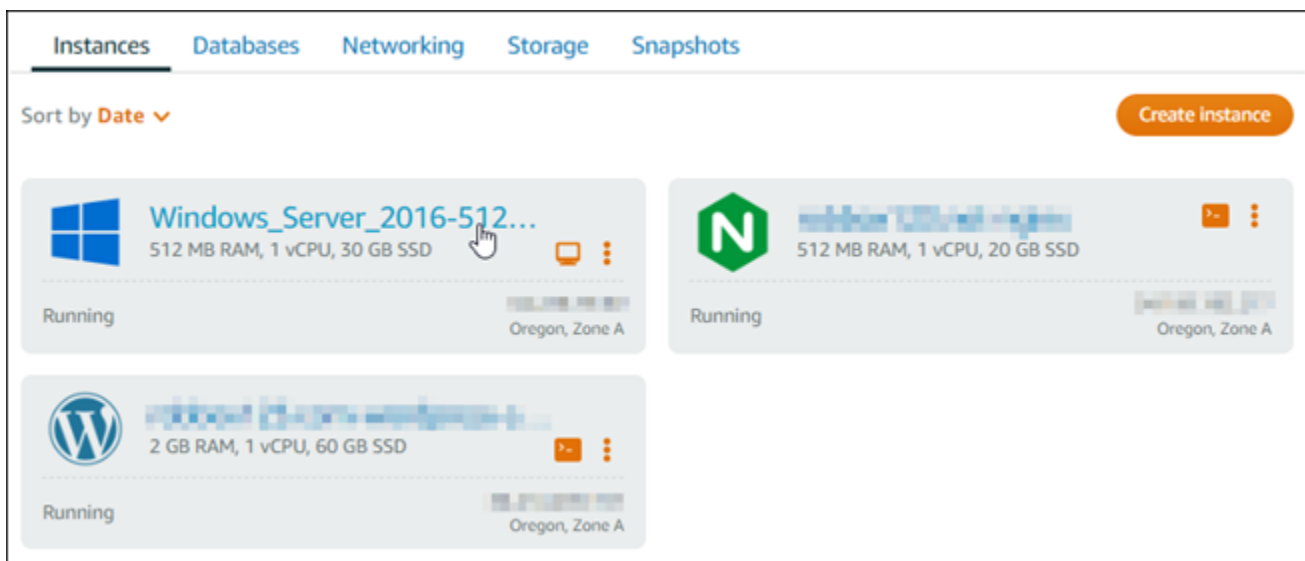 Instances Databases Networking Storage Snapshots
Sort by Date
Create instance
Windows_Server_2016-512...
512 MB RAM, 1 vCPU, 30 GB SSD
Running
Oregon, Zone A
N
512 MB RAM, 1 vCPU, 20 GB SSD
Running
Oregon, Zone A
W
2 GB RAM, 1 vCPU, 60 GB SSD
Running
Oregon, Zone A